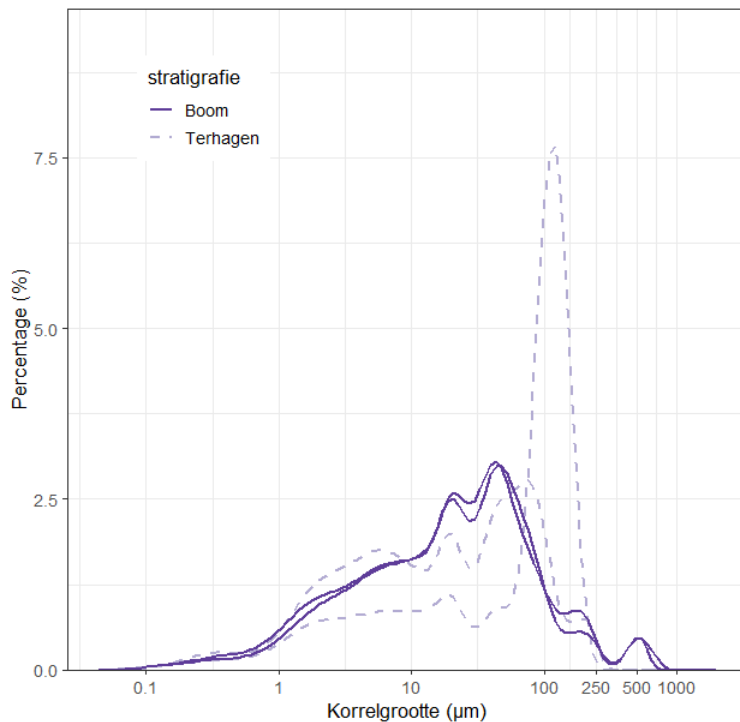 stratigrafie
Boom
Terhagen
Percentage (%)
7.5
5.0
2.5
0.0
0.1 1 10 100 250 500 1000
Korrelgrootte (µm)